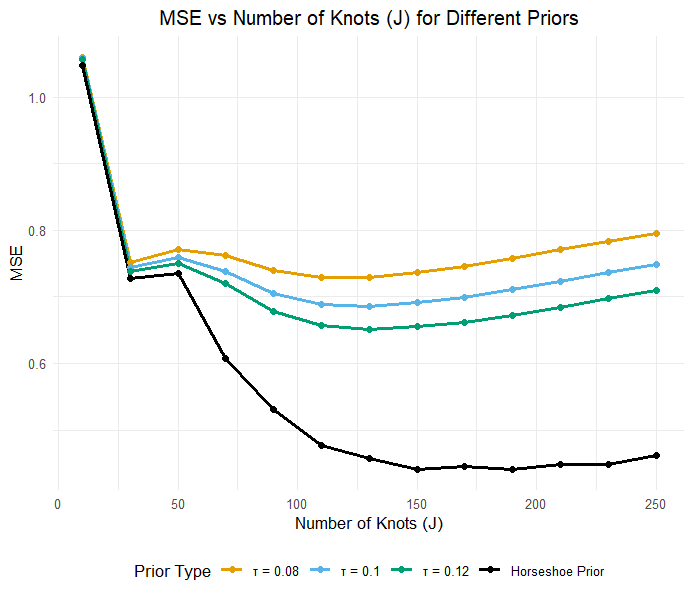 MSE vs Number of Knots (J) for Different Priors
MSE
1.0
0.8
0.6
0
50
100
150
200
250
Number of Knots (J)
Prior Type
τ = 0.08
τ = 0.1
τ = 0.12
Horseshoe Prior